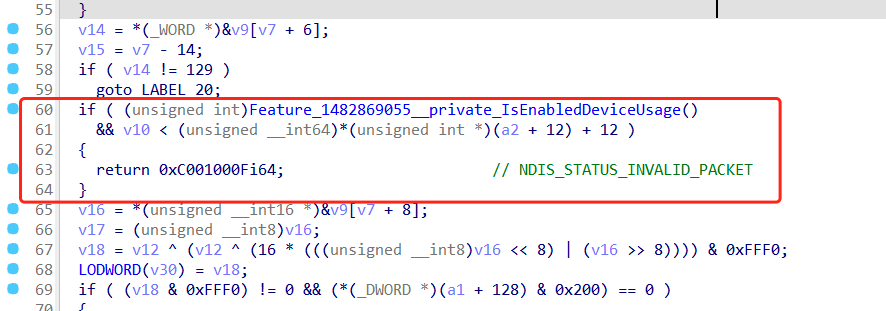 55 }
56 v14 = *(_WORD *)&v9[v7 + 6];
57 v15 = v7 - 14;
58 if ( v14 != 129 )
59 goto LABEL_20;
60 if ( (unsigned int)Feature_1482869055__private_IsEnabledDeviceUsage()
61 && v10 < (unsigned __int64)*(unsigned int *)(a2 + 12) + 12 )
62 {
63 return 0xC001000Fi64; // NDIS_STATUS_INVALID_PACKET
64 }
65 v16 = *(unsigned __int16 *)&v9[v7 + 8];
66 v17 = (unsigned __int8)v16;
67 v18 = v12 ^ (v12 ^ (16 * (((unsigned __int8)v16 << 8) | (v16 >> 8)))) & 0xFFF0;
68 LODWORD(v30) = v18;
69 if ( (v18 & 0xFFF0) != 0 && (*(_DWORD *)(a1 + 128) & 0x200) == 0 )
70 {